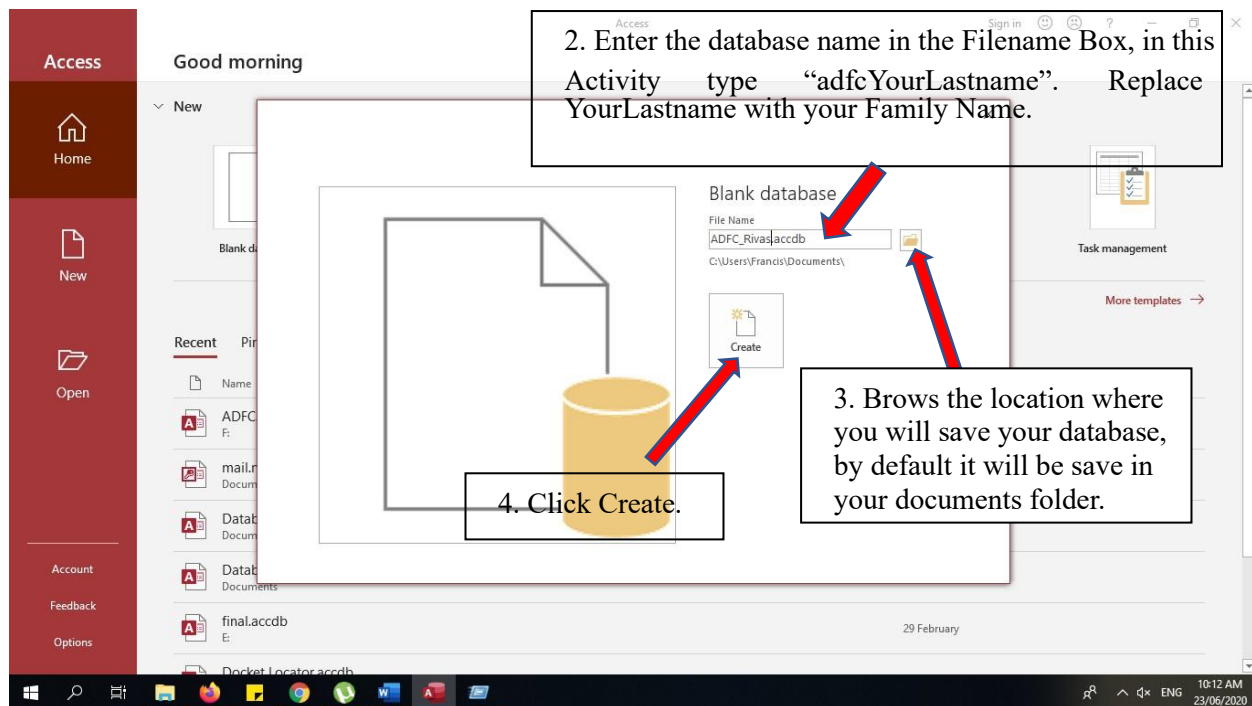 Access
Sign in
?
2. Enter the database name in the Filename Box, in this
Activity type “adfcYourLastname”. Replace
YourLastname with your Family Name.
Access
Good morning
New
Home
New
Open
Account
Feedback
Options
Blank da
Task management
More templates
Blank database
File Name
ADFC_Rivas.accdb
C:\Users\Francis\Documents\
Create
3. Brows the location where
you will save your database,
by default it will be save in
your documents folder.
4. Click Create.
Recent
Pin
Name
ADFC
F:
mail.
Docum
Datab
Docum
Datab
Documents
final.accdb
E:
29 February
Docket Locator.accdb
ENG
10:12 AM
23/06/2020